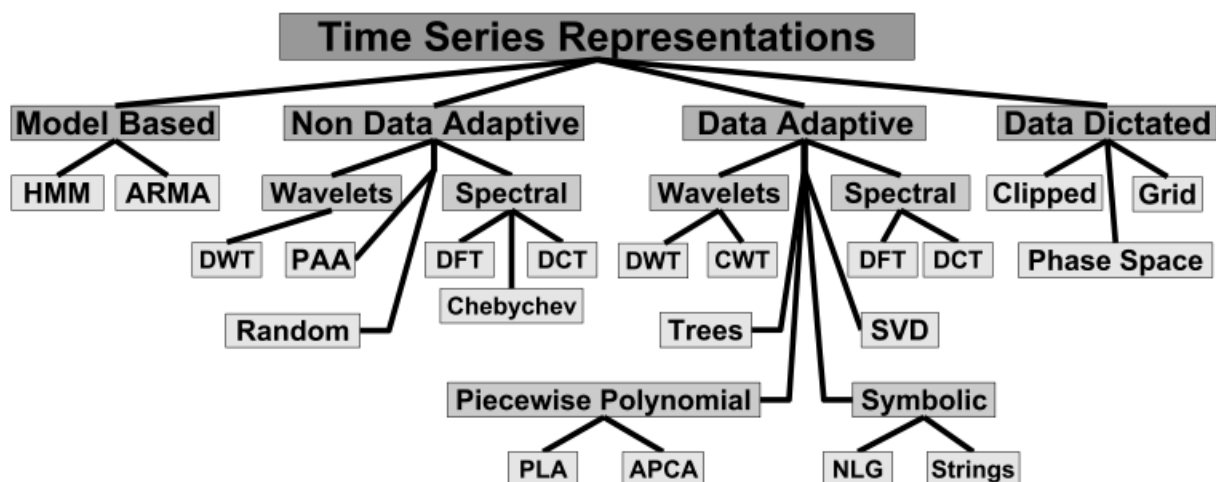 Time Series Representations
Model Based
Non Data Adaptive
Data Adaptive
Data Dictated
HMM
ARMA
Wavelets
Spectral
Wavelets
Spectral
Clipped
Grid
DWT
PAA
DFT
DCT
DWT
CWT
DFT
DCT
Phase Space
Chebychev
Random
Trees
SVD
Piecewise Polynomial
Symbolic
PLA
APCA
NLG
Strings